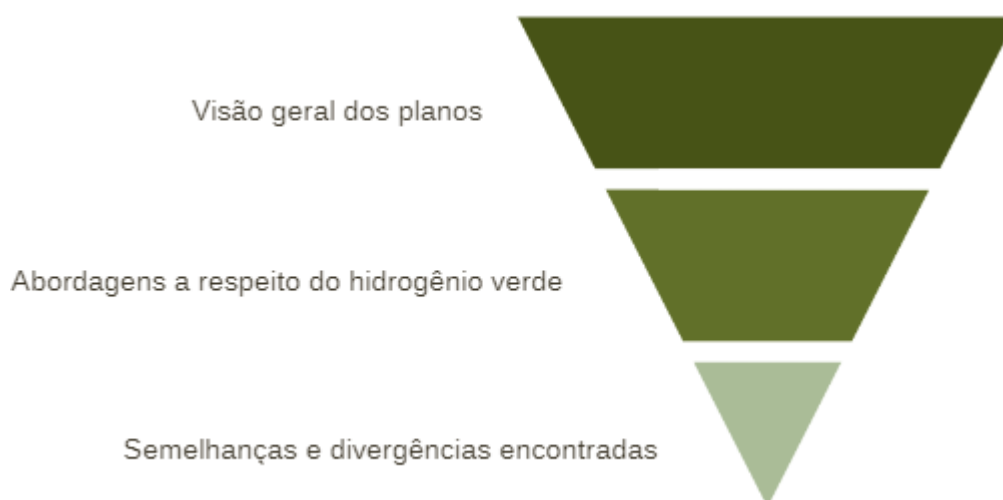 Visão geral dos planos
Abordagens a respeito do hidrogênio verde
Semelhanças e divergências encontradas